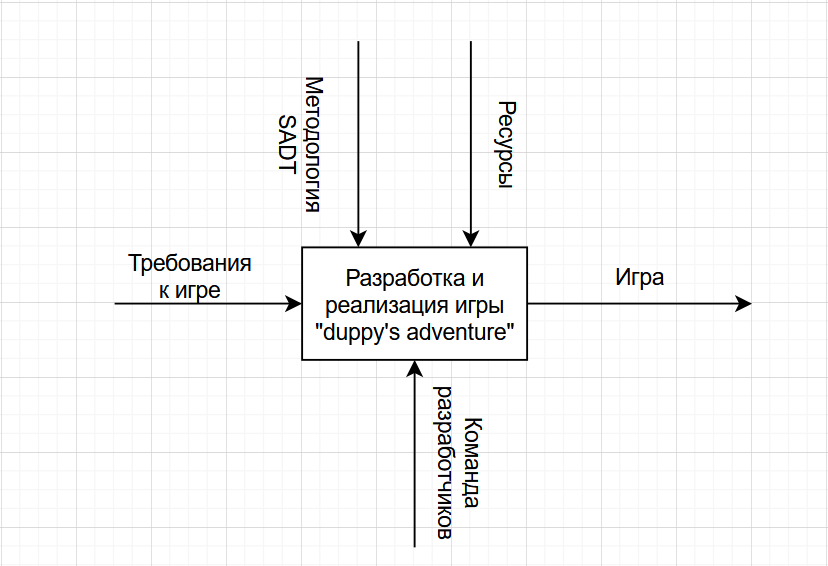 Методология
SADT
Ресурсы
Требования
к игре
Разработка и
реализация игры
"duppy's adventure"
Игра
Команда
разработчиков